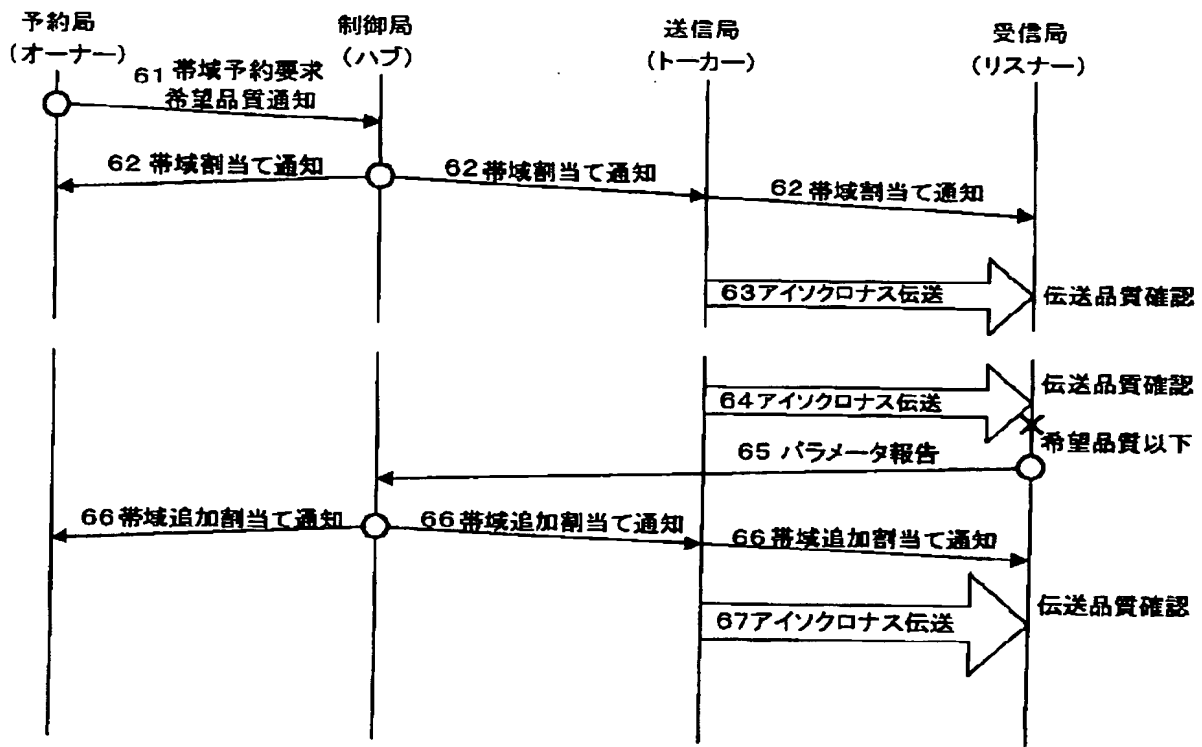 予約局
(オーナー)
制御局
(ハブ)
送信局
(トーカー)
受信局
(リスナー)
61 帯域予約要求
希望品質通知
62 帯域割当て通知
62 帯域割当て通知
62 帯域割当て通知
63アイソクロナス伝送
伝送品質確認
64アイソクロナス伝送
伝送品質確認
希望品質以下
65 パラメータ報告
66帯域追加割当て通知
66帯域追加割当て通知
66帯域追加割当て通知
67アイソクロナス伝送
伝送品質確認